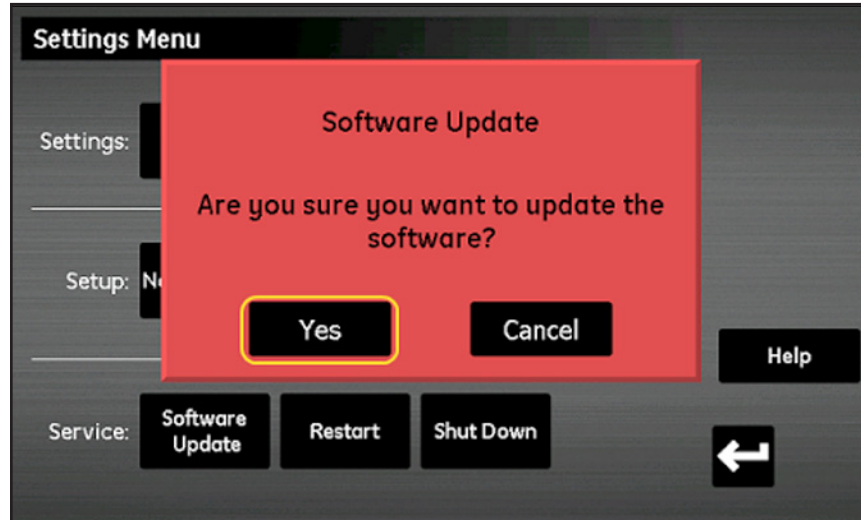 Settings Menu
Software Update
Settings:
Are you sure you want to update the
software?
Setup:
Yes
Cancel
Help
Service:
Software
Update
Restart
Shut Down